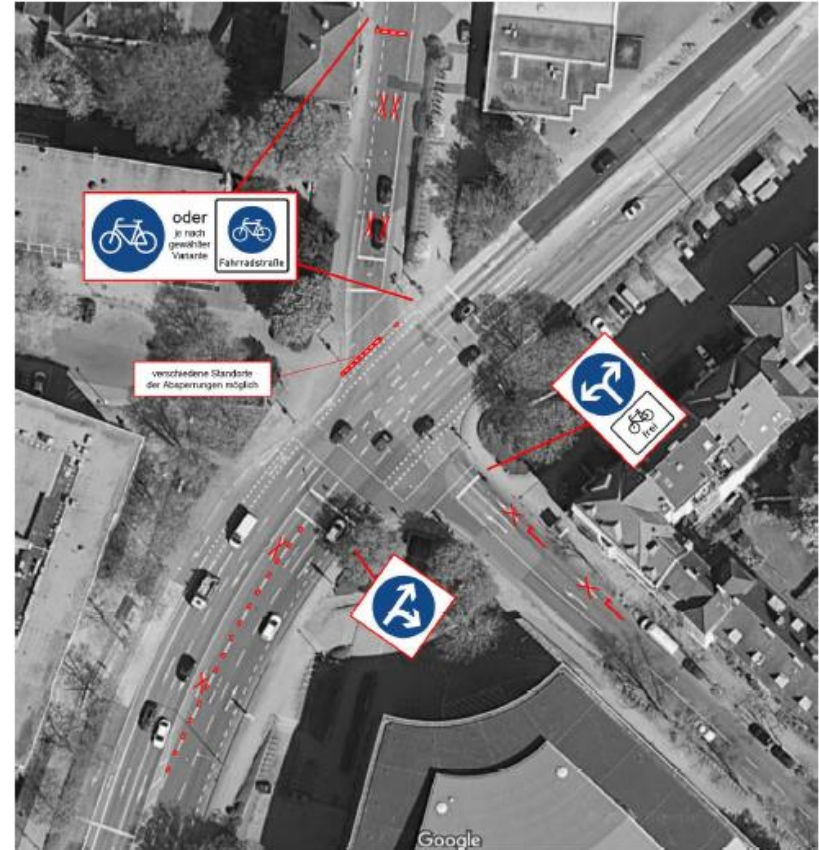 oder
je nach
gewählter
Variante
Fahrradstraße
verschiedene Standorte
der Absperrungen möglich
frei
Google